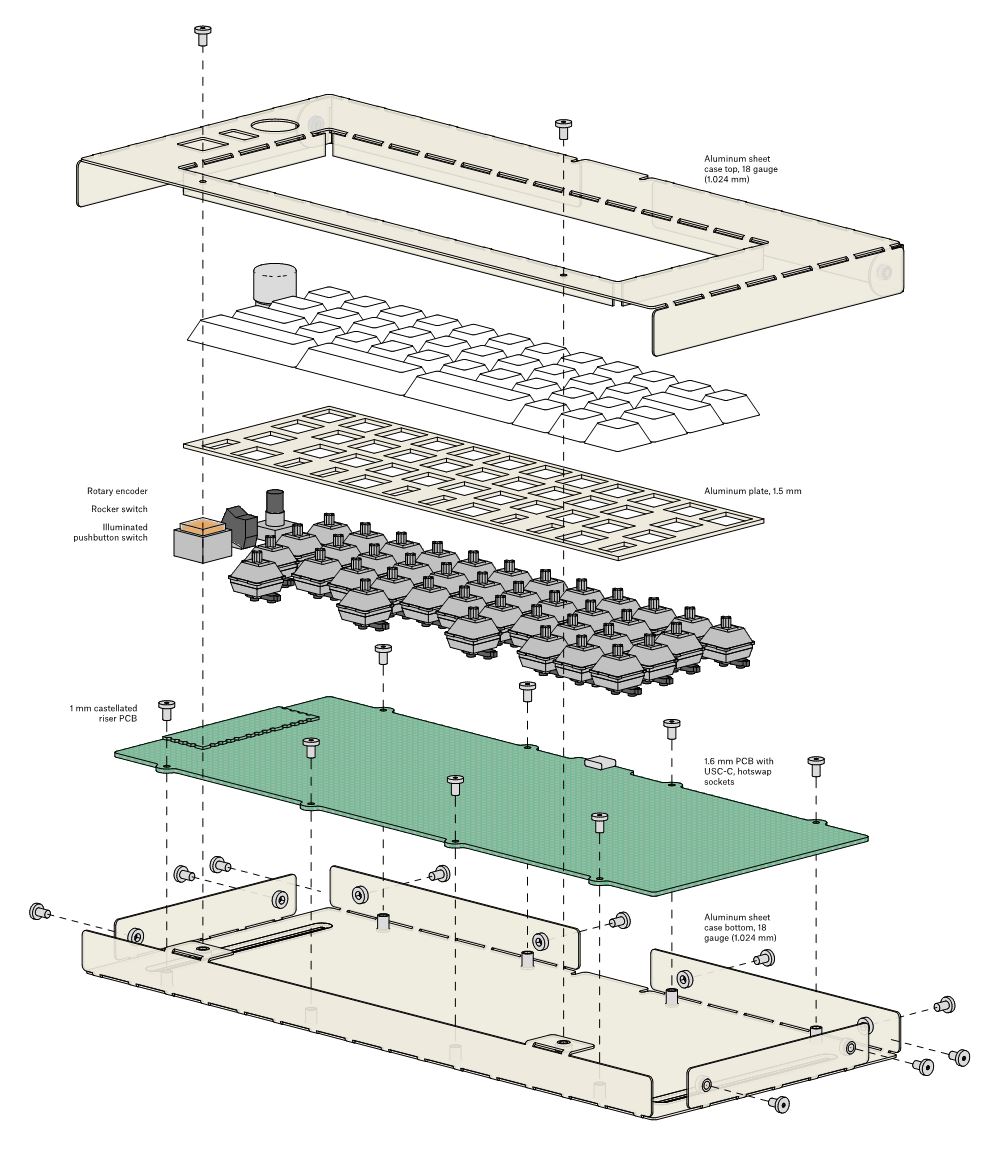 Aluminum sheet
case top, 18 gauge
(1.024 mm)
Rotary encoder
Rocker switch
Illuminated
pushbutton switch
Aluminum plate, 1.5 mm
1 mm castellated
riser PCB
1.6 mm PCB with
USC-C, hotswap
sockets
Aluminum sheet
case bottom, 18
gauge (1.024 mm)